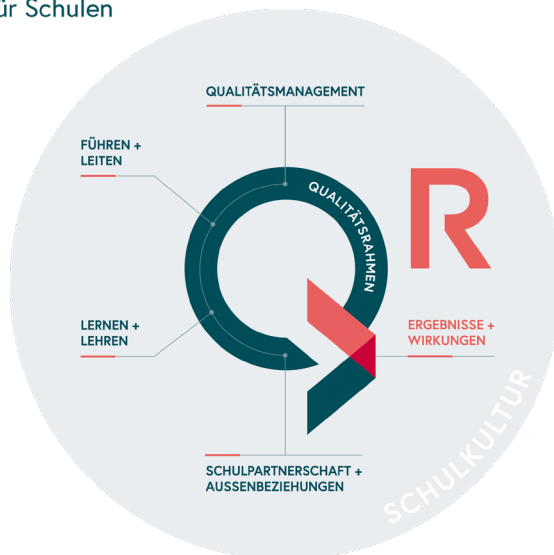 ür Schulen
QUALITÄTSMANAGEMENT
FÜHREN +
LEITEN
QUALITÄTSRAHMEN
R
LERNEN +
LEHREN
ERGEBNISSE +
WIRKUNGEN
SCHULPARTNERSCHAFT +
AUSSENBEZIEHUNGEN
SCHULKULTUR